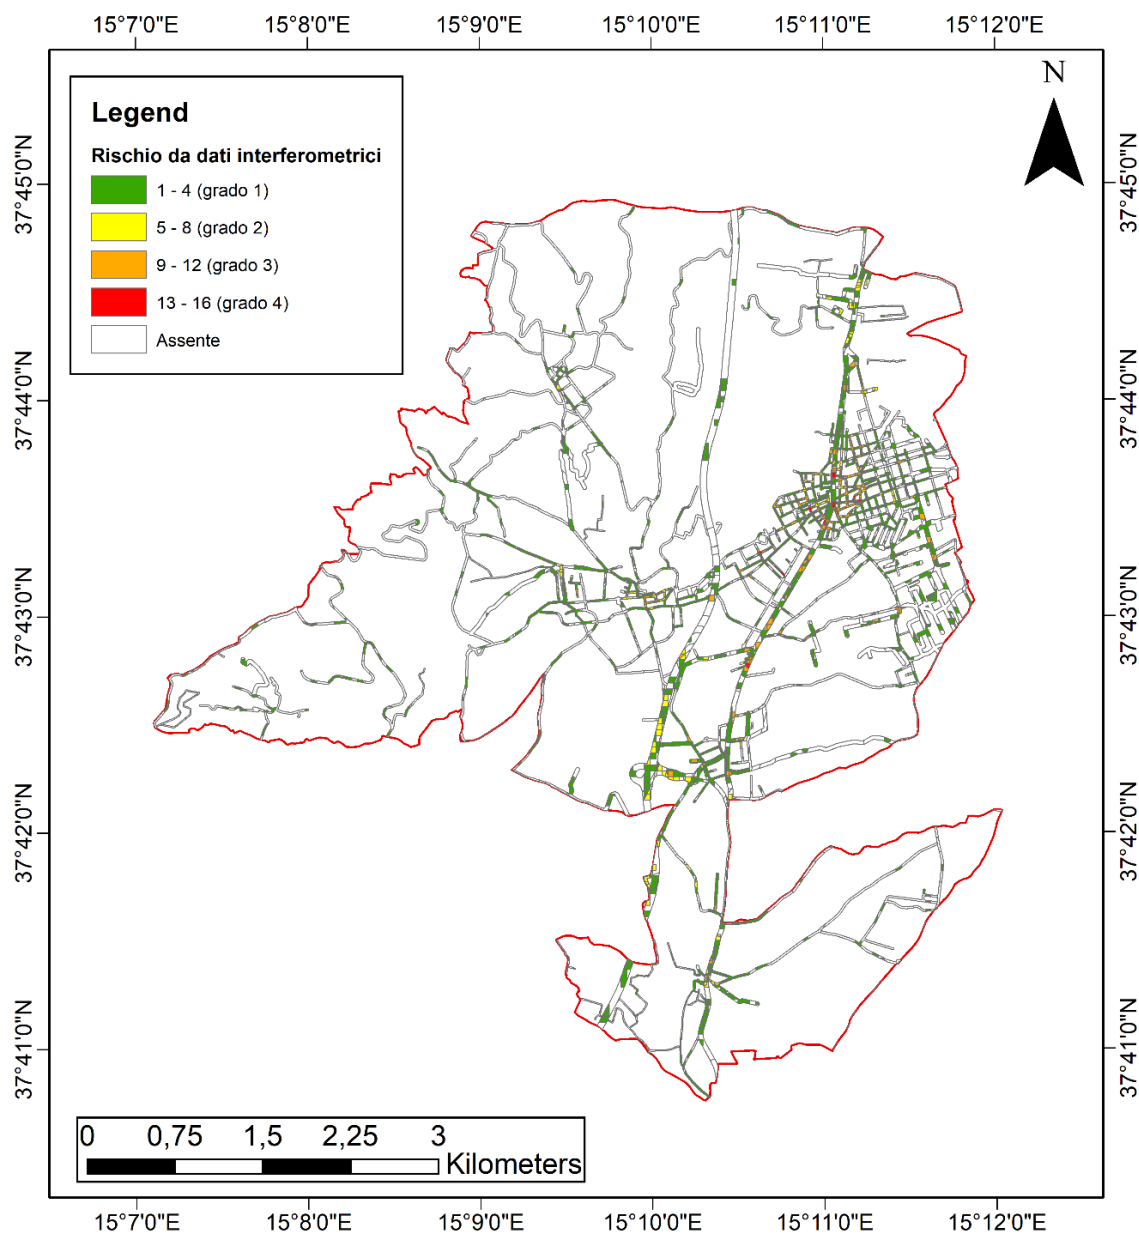 15°7'0"E 15°8'0"E 15°9'0"E 15°10'0"E 15°11'0"E 15°12'0"E
N
Legend
Rischio da dati interferometrici
1 - 4 (grado 1)
5 - 8 (grado 2)
9 - 12 (grado 3)
13 - 16 (grado 4)
Assente
37°45'0"N 37°45'0"N
37°44'0"N 37°44'0"N
37°43'0"N 37°43'0"N
37°42'0"N 37°42'0"N
37°41'0"N 37°41'0"N
0 0,75 1,5 2,25 3
Kilometers
15°7'0"E 15°8'0"E 15°9'0"E 15°10'0"E 15°11'0"E 15°12'0"E